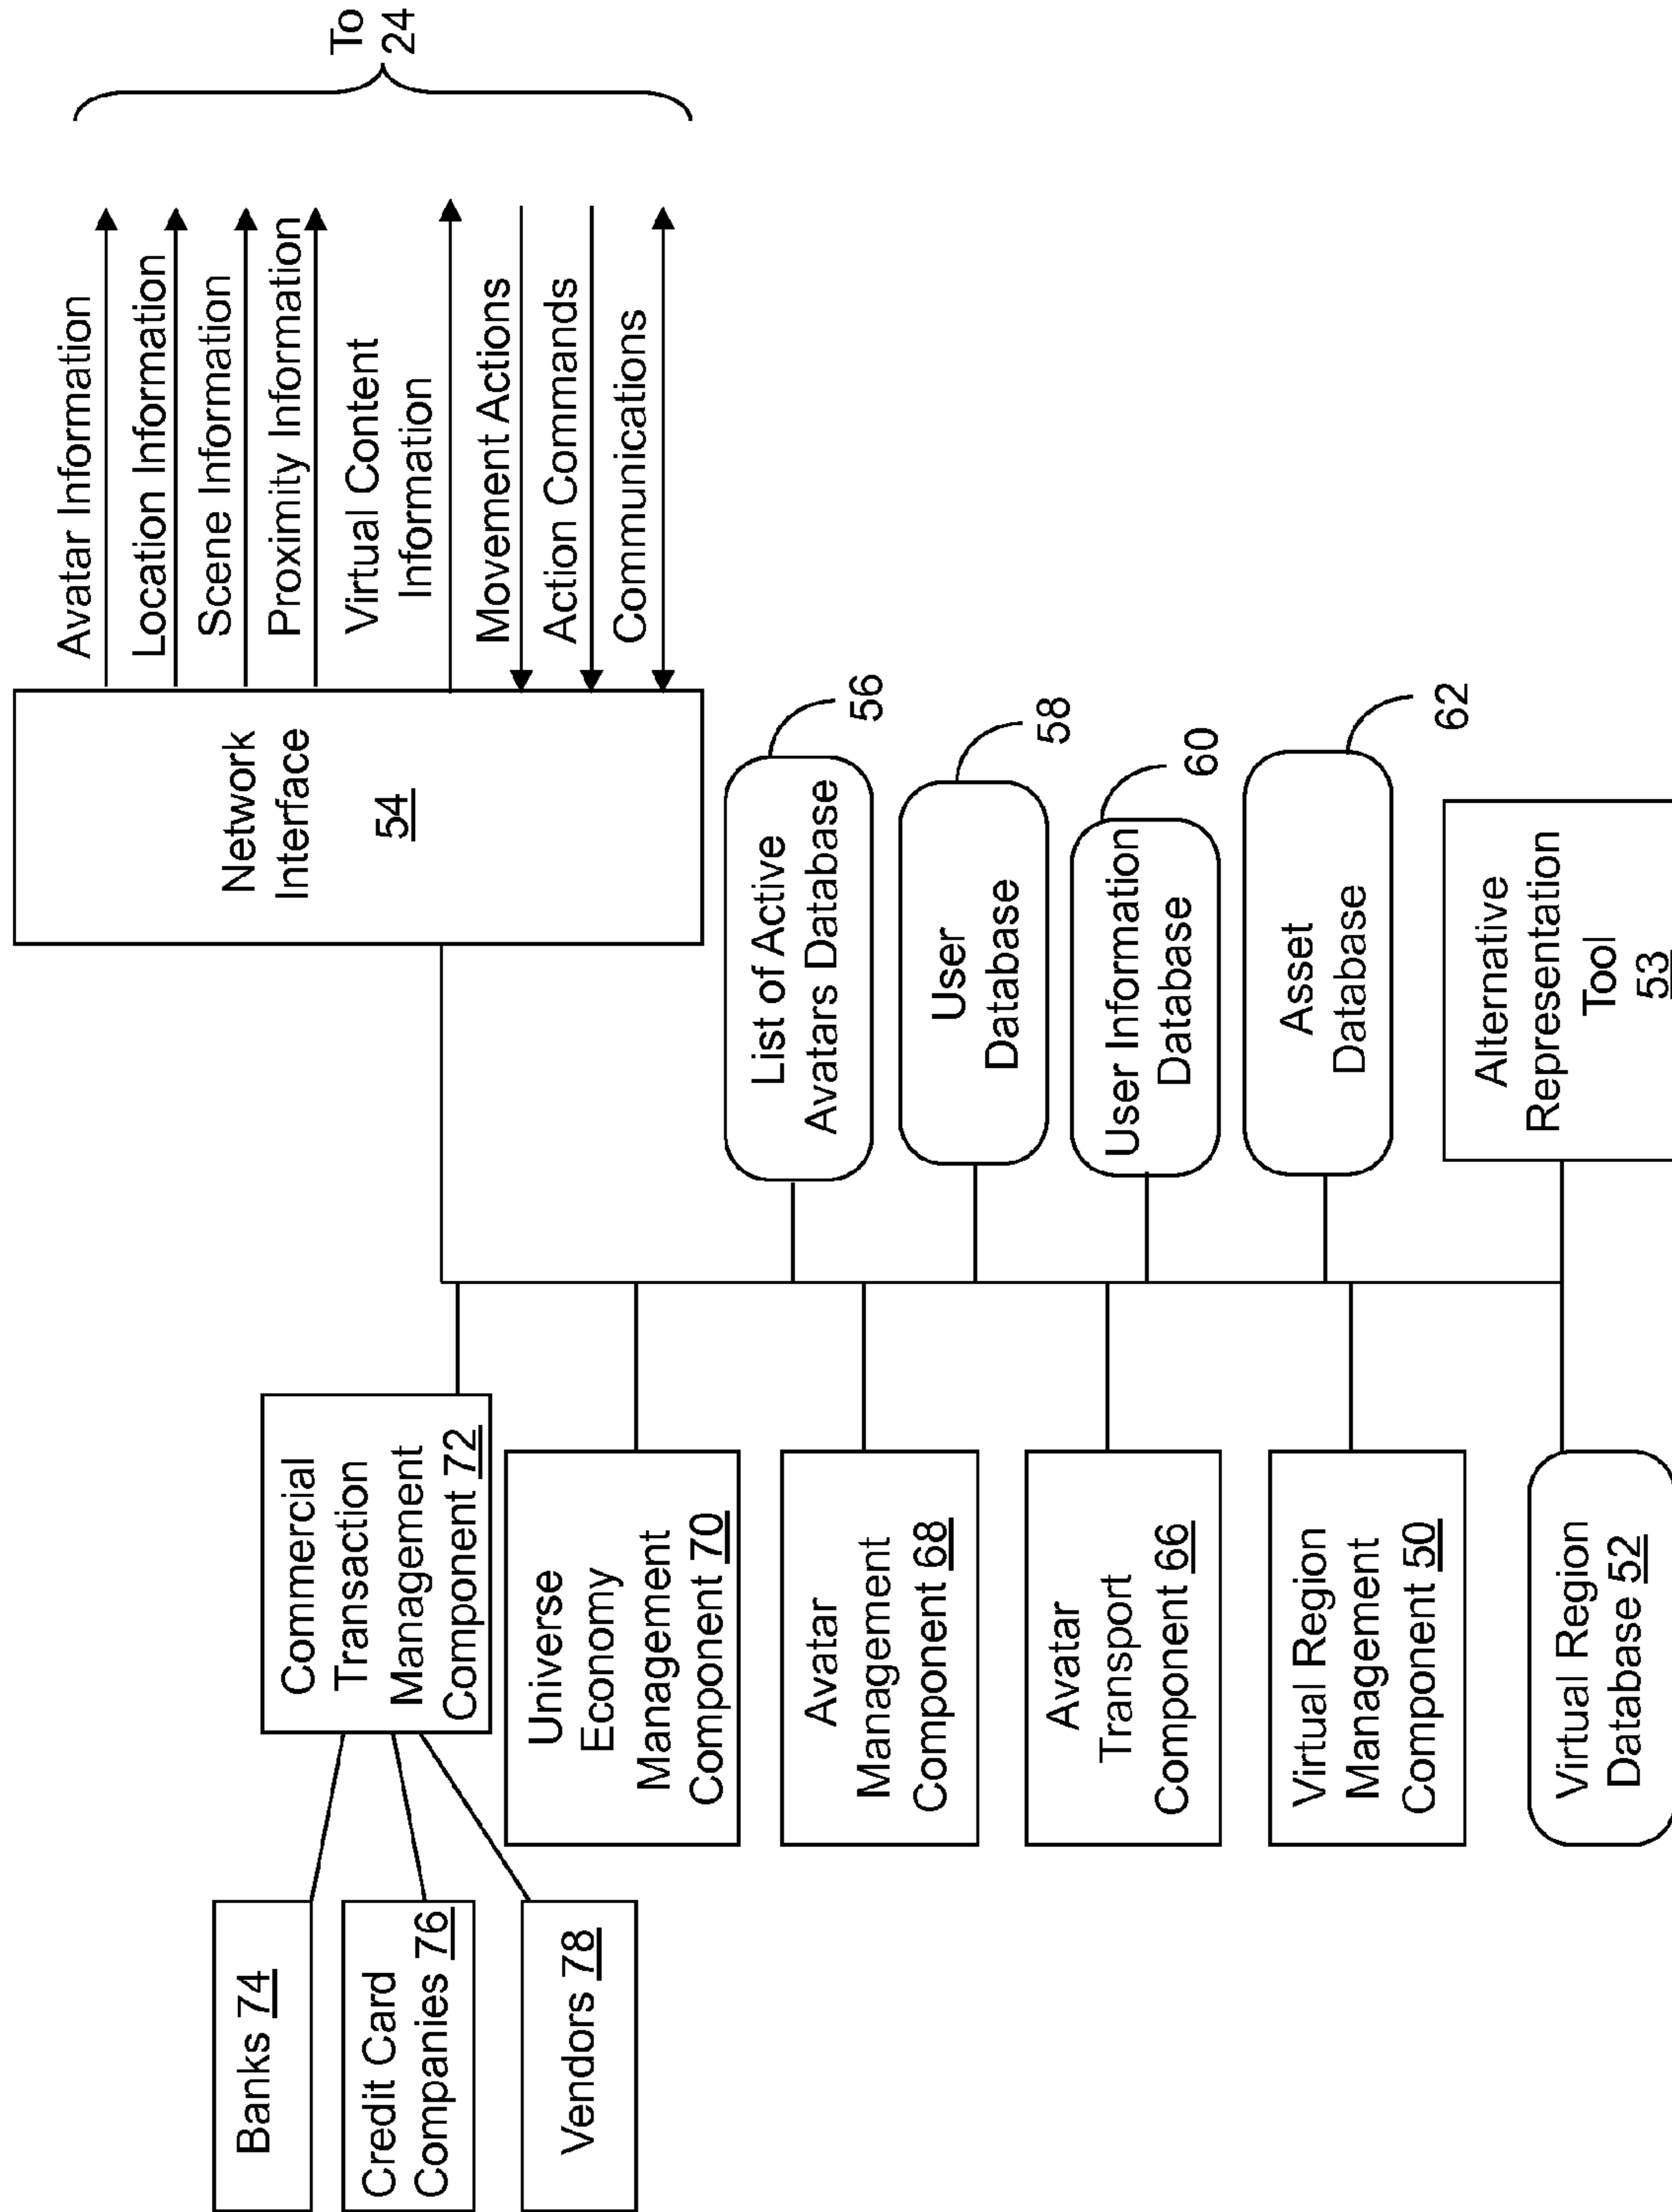 Banks 74
Credit Card
Companies 76
Vendors 78
Commercial
Transaction
Management
Component 72
Universe
Economy
Management
Component 70
Avatar
Management
Component 68
Avatar
Transport
Component 66
Virtual Region
Management
Component 50
Virtual Region
Database 52
Network
Interface
54
List of Active
Avatars Database
56
User
Database
58
User Information
Database
60
Asset
Database
62
Alternative
Representation
Tool
53
Avatar Information
Location Information
Scene Information
Proximity Information
Virtual Content
Information
Movement Actions
Action Commands
Communications
To
24